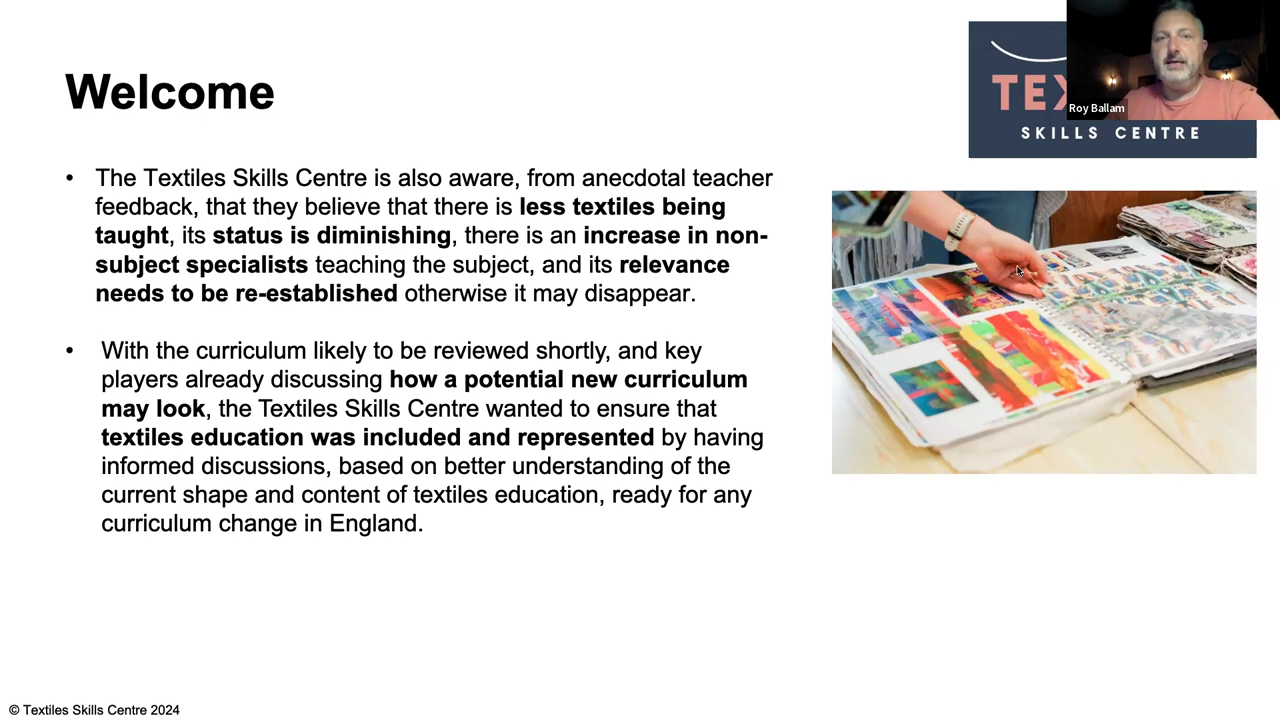 Welcome
TEX
SKILLS CENTRE
Roy Ballam
• The Textiles Skills Centre is also aware, from anecdotal teacher
feedback, that they believe that there is less textiles being
taught, its status is diminishing, there is an increase in non-
subject specialists teaching the subject, and its relevance
needs to be re-established otherwise it may disappear.
• With the curriculum likely to be reviewed shortly, and key
players already discussing how a potential new curriculum
may look, the Textiles Skills Centre wanted to ensure that
textiles education was included and represented by having
informed discussions, based on better understanding of the
current shape and content of textiles education, ready for any
curriculum change in England.
© Textiles Skills Centre 2024